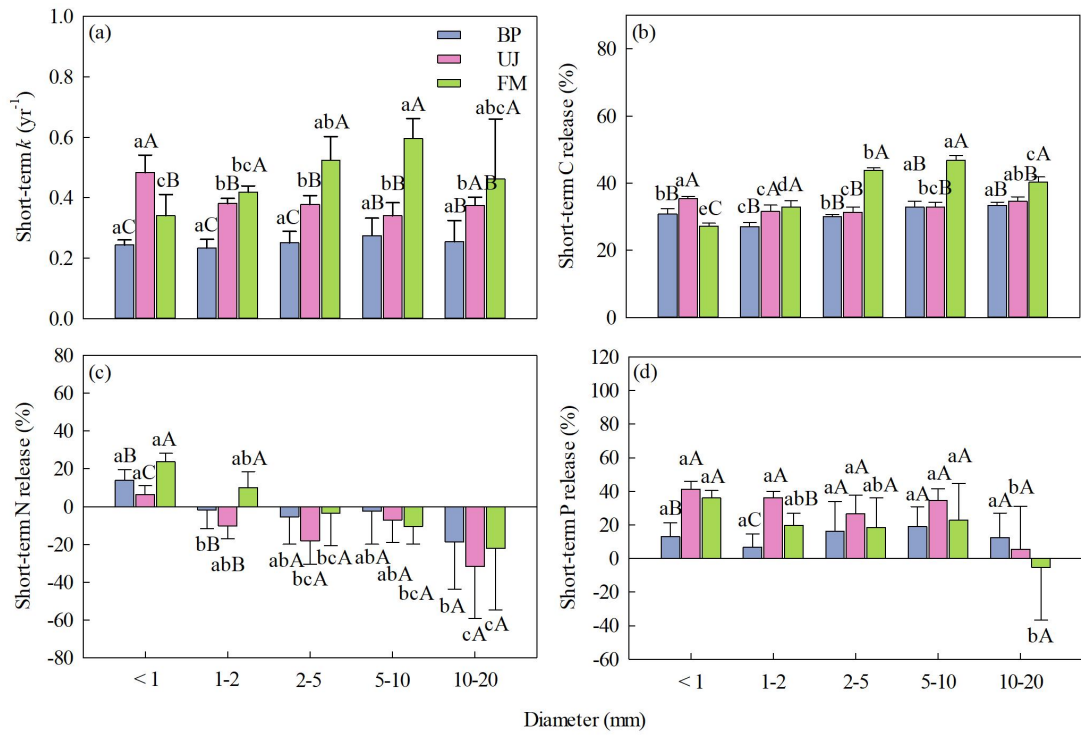 (a)
BP
UJ
FM
Short-term k (yr-1)
1.0
0.8
0.6
0.4
0.2
0.0
aC aA cB
aC bB bcA
aC bB abA
aB bB aA
aB bAB abcA
(b)
Short-term C release (%)
80
60
40
20
0
bB aA eC
cB cA dA
bB cB bA
aB bcB aA
aB abB cA
(c)
Short-term N release (%)
80
60
40
20
0
-20
-40
-60
-80
aB aC aA
bB abB abA
abA bcA bcA
abA abA bcA
bA cA cA
< 1 1-2 2-5 5-10 10-20
(d)
Short-term P release (%)
120
100
80
60
40
20
0
-20
-40
-60
aB aA aA
aC aA abB
aA aA abA
aA aA aA
aA bA bA
< 1 1-2 2-5 5-10 10-20
Diameter (mm)